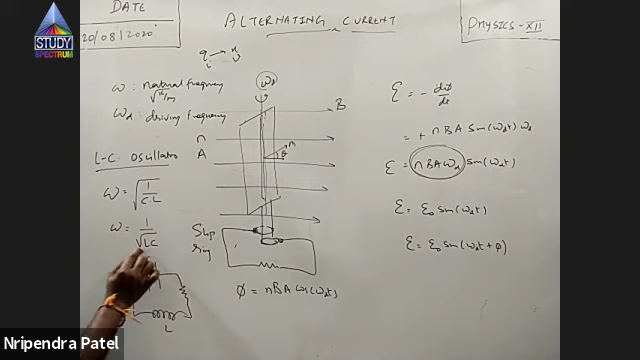 STUDY
SPECTRUM
DATE
20/08/2020
ALTERNATING CURRENT
PHYSICS-XII
q → x
i v
ω : natural frequency
√k/m
ωd : driving frequency
L-C Oscillator
ω = √1/C.L
ω = 1/√LC
L
ωd
B
n
A
n
θ
Slip
ring
ϕ = nBA cos(ωdt)
ε = - dϕ/dt
= + nBA Sin(ωdt) ωd
ε = nBAωd Sin(ωdt)
ε = ε₀ Sin(ωdt)
ε = ε₀ Sin(ωdt + ϕ)
Nripendra Patel